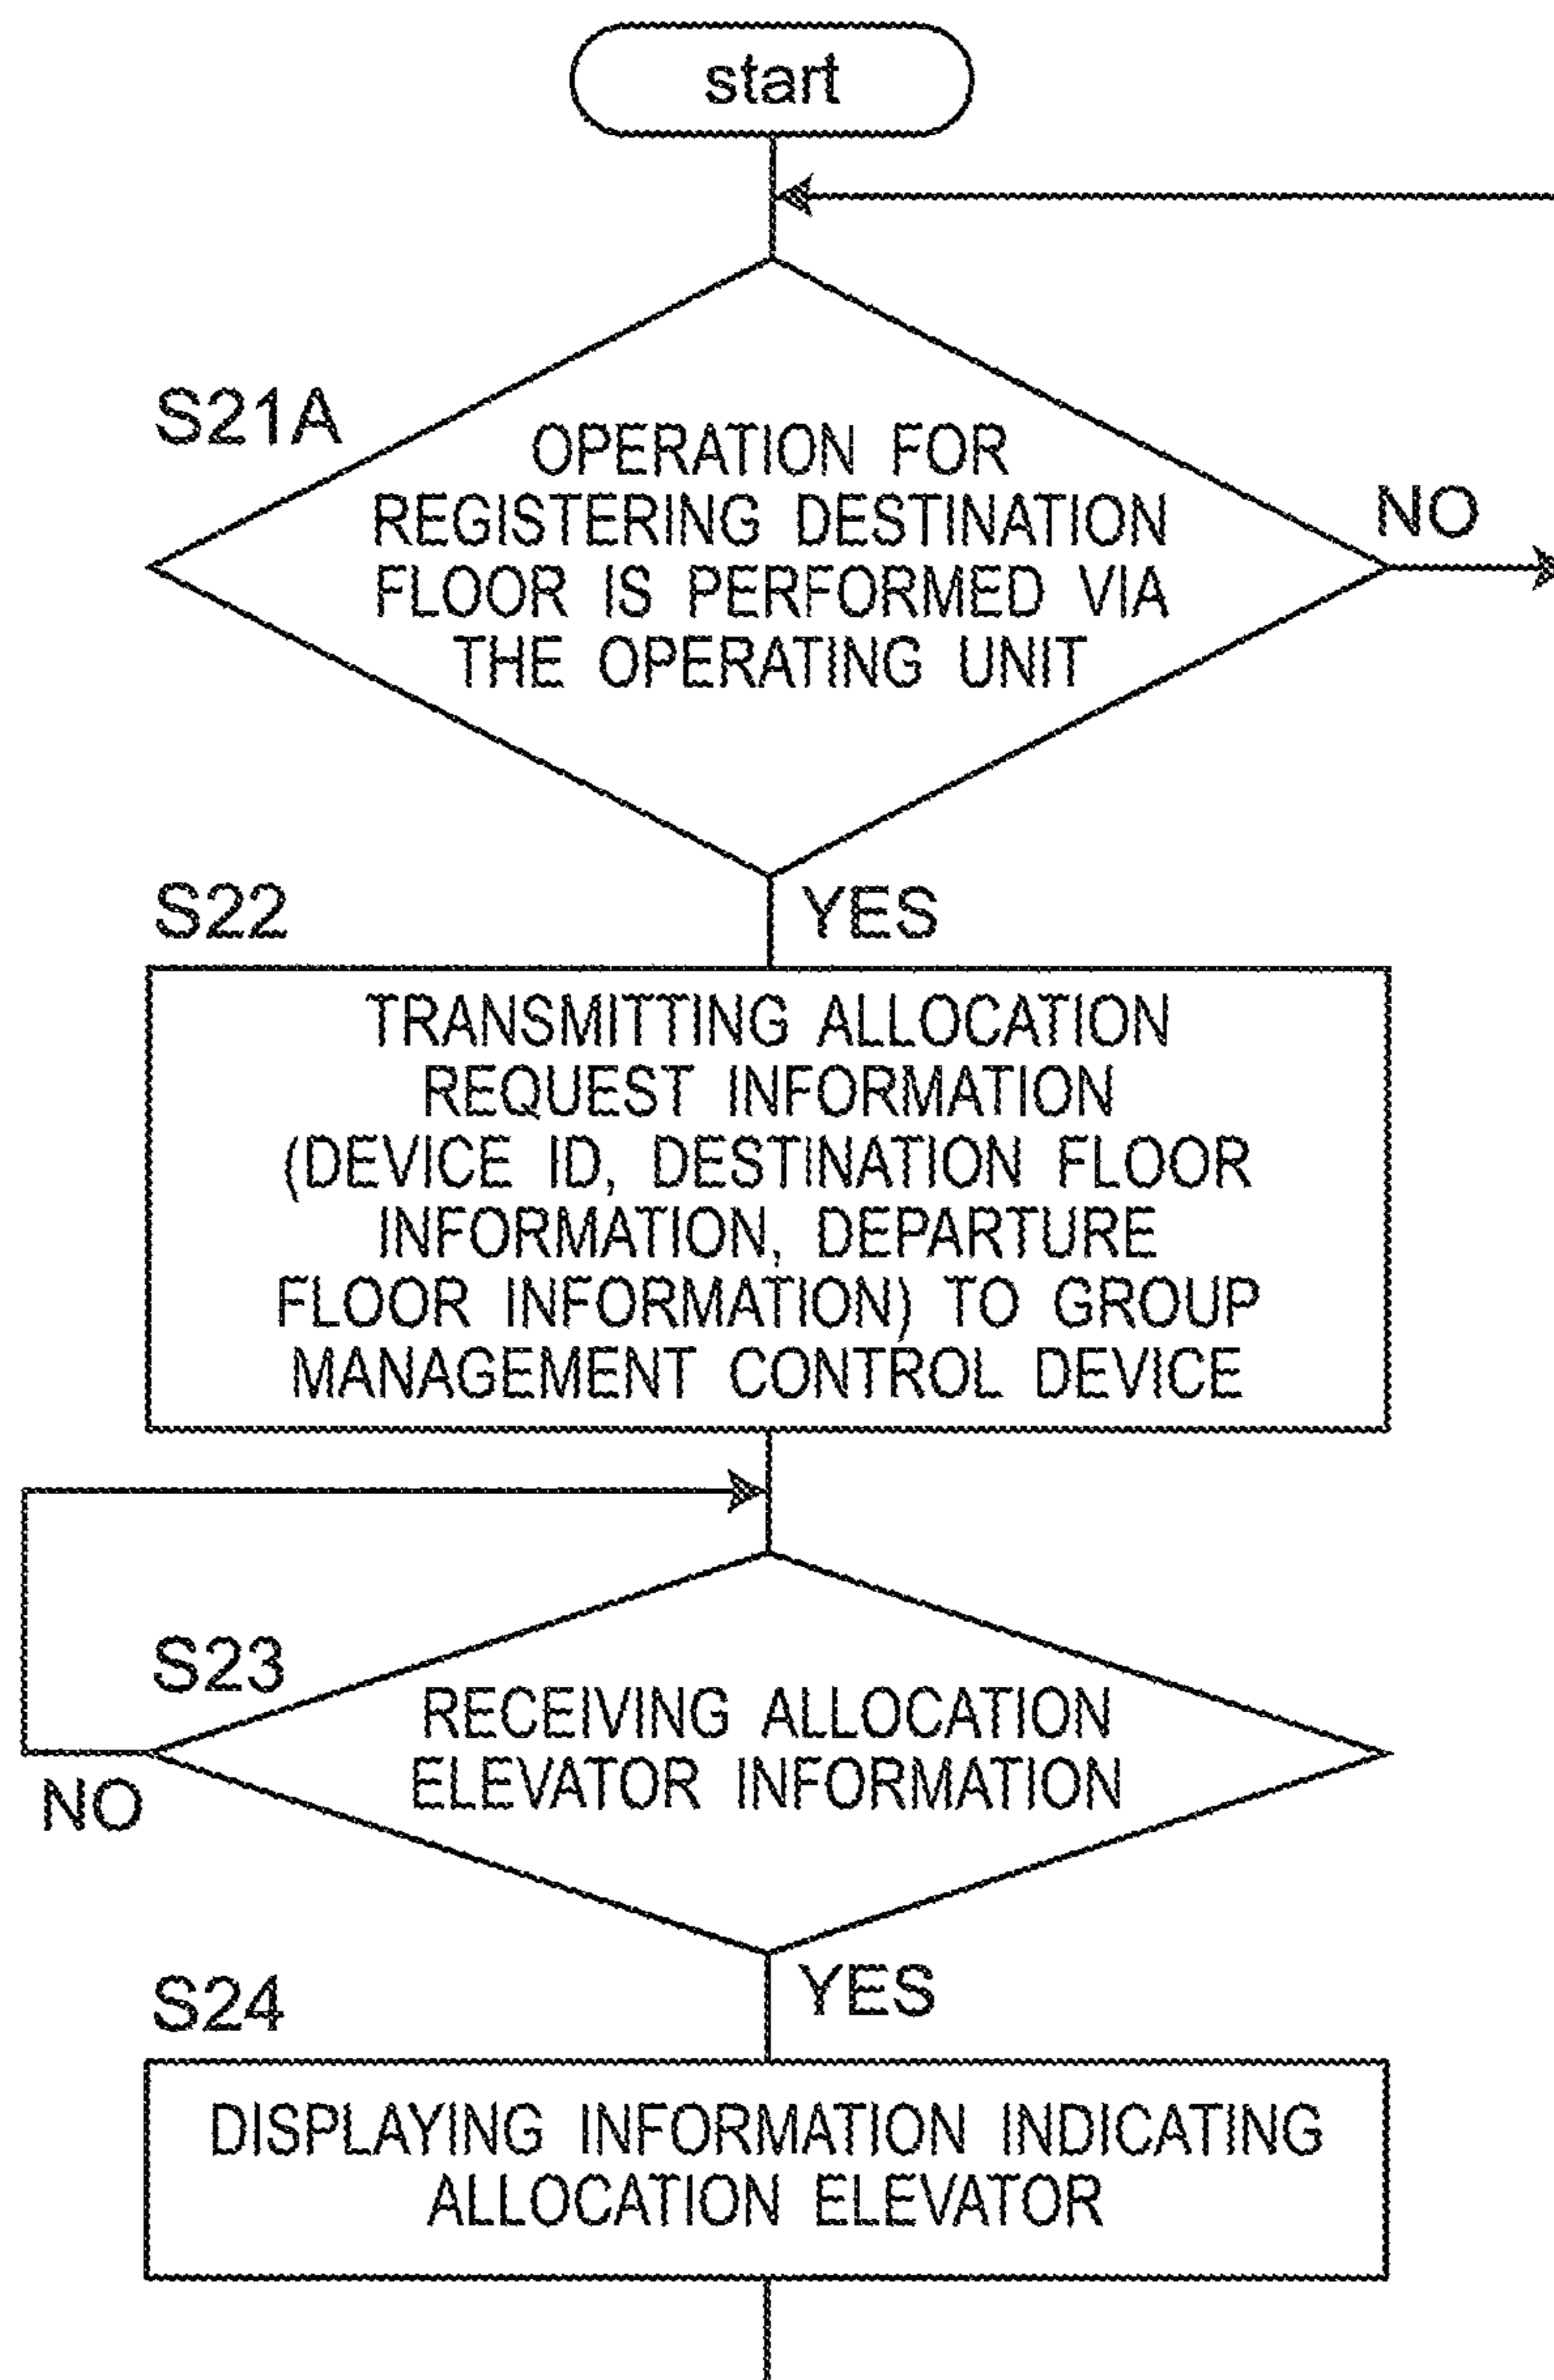 start
S21A
OPERATION FOR
REGISTERING DESTINATION
FLOOR IS PERFORMED VIA
THE OPERATING UNIT
NO
S22
YES
TRANSMITTING ALLOCATION
REQUEST INFORMATION
(DEVICE ID, DESTINATION FLOOR
INFORMATION, DEPARTURE
FLOOR INFORMATION) TO GROUP
MANAGEMENT CONTROL DEVICE
S23
RECEIVING ALLOCATION
ELEVATOR INFORMATION
NO
S24
YES
DISPLAYING INFORMATION INDICATING
ALLOCATION ELEVATOR